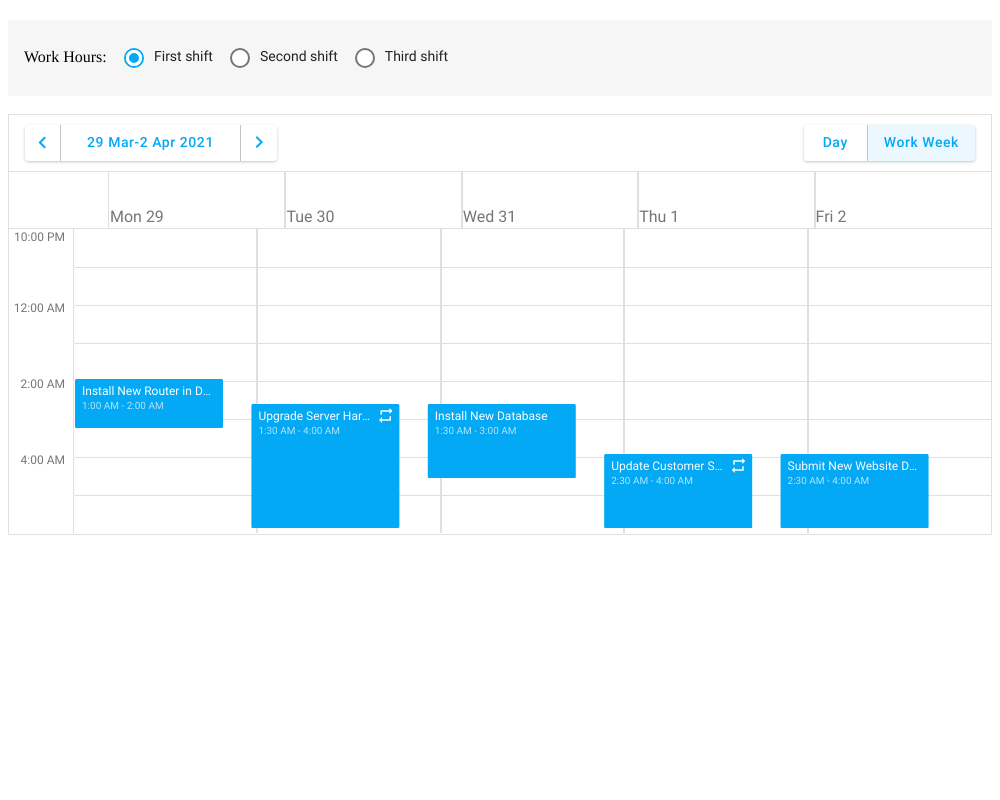 Work Hours: First shift Second shift Third shift
29 Mar-2 Apr 2021 Day Work Week
Mon 29 Tue 30 Wed 31 Thu 1 Fri 2
10:00 PM
12:00 AM
2:00 AM
4:00 AM
Install New Router in D...
1:00 AM - 2:00 AM
Upgrade Server Har...
1:30 AM - 4:00 AM
Install New Database
1:30 AM - 3:00 AM
Update Customer S...
2:30 AM - 4:00 AM
Submit New Website D...
2:30 AM - 4:00 AM